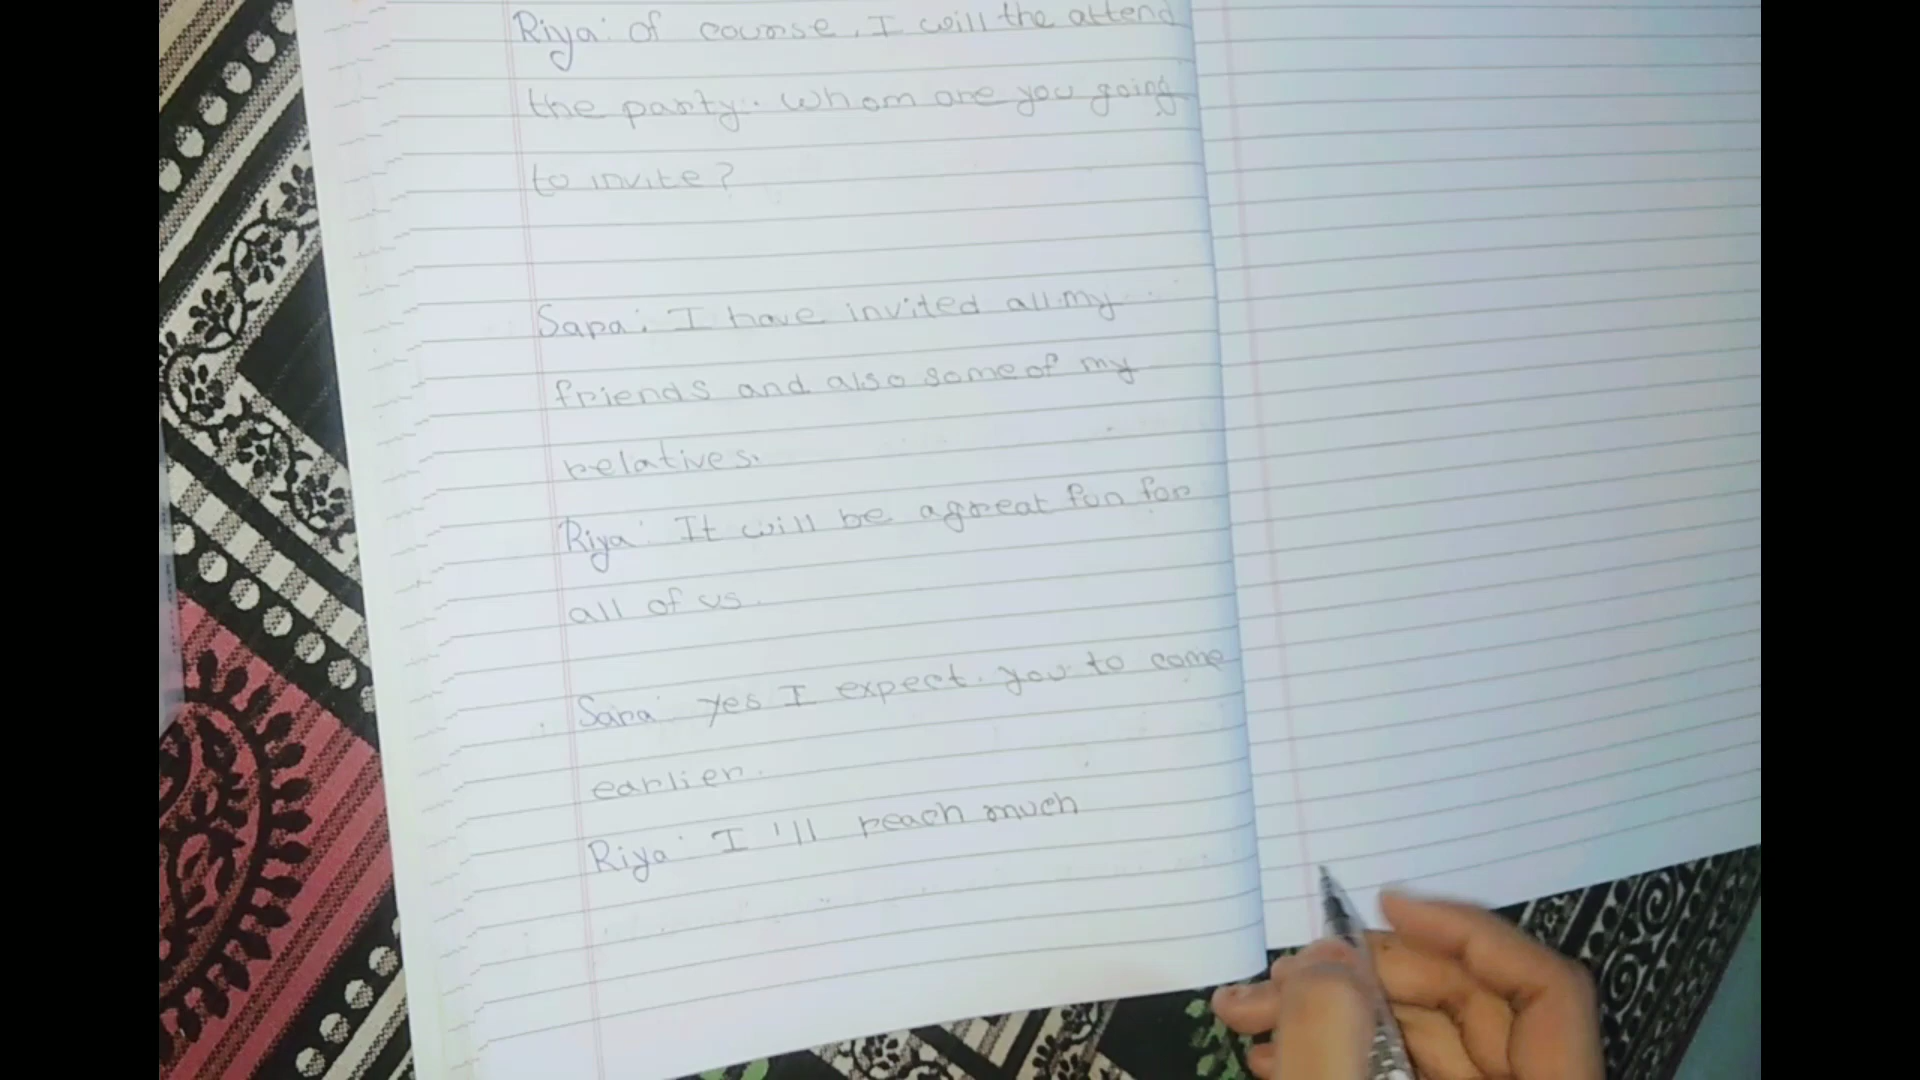 Riya: of course, I will the attend
the party. Whom are you going
to invite?
Sara: I have invited all my
friends and also some of my
relatives.
Riya: It will be a great fun for
all of us.
Sara: Yes I expect. you to come
earlier.
Riya: I'll reach much